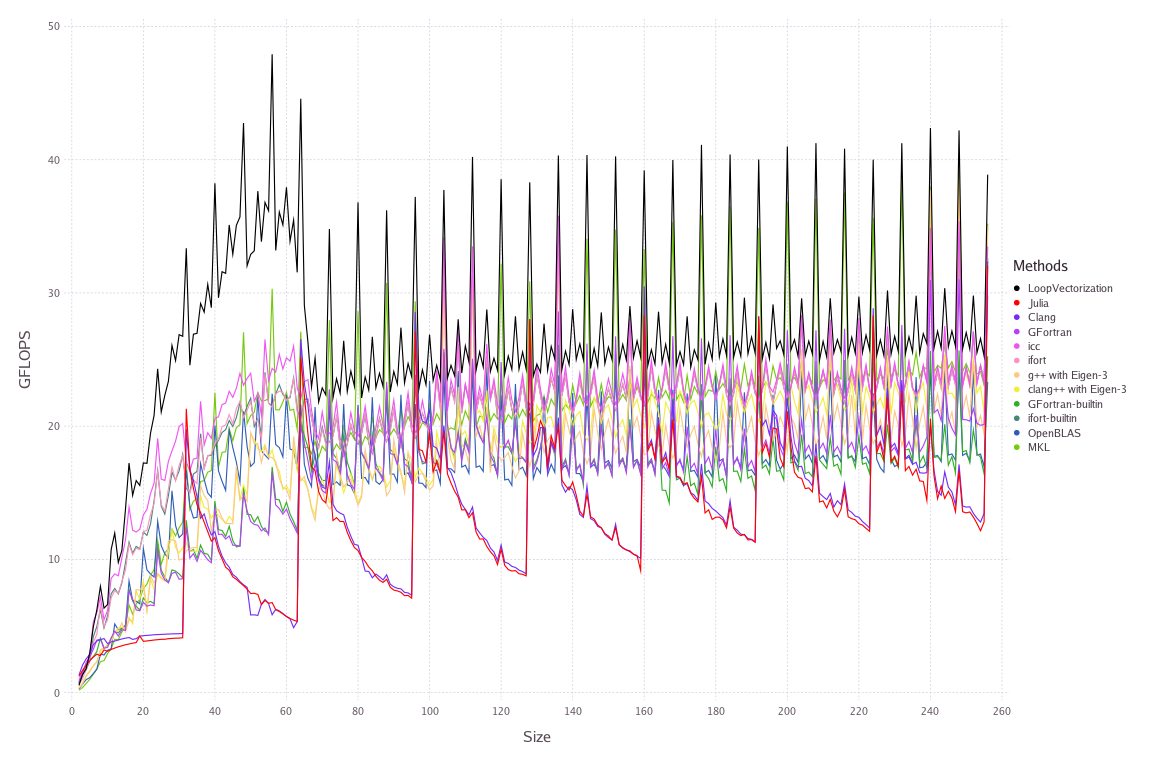 50
40
30
20
10
0
GFLOPS
0 20 40 60 80 100 120 140 160 180 200 220 240 260
Size
Methods
LoopVectorization
Julia
Clang
GFortran
icc
ifort
g++ with Eigen-3
clang++ with Eigen-3
GFortran-builtin
ifort-builtin
OpenBLAS
MKL